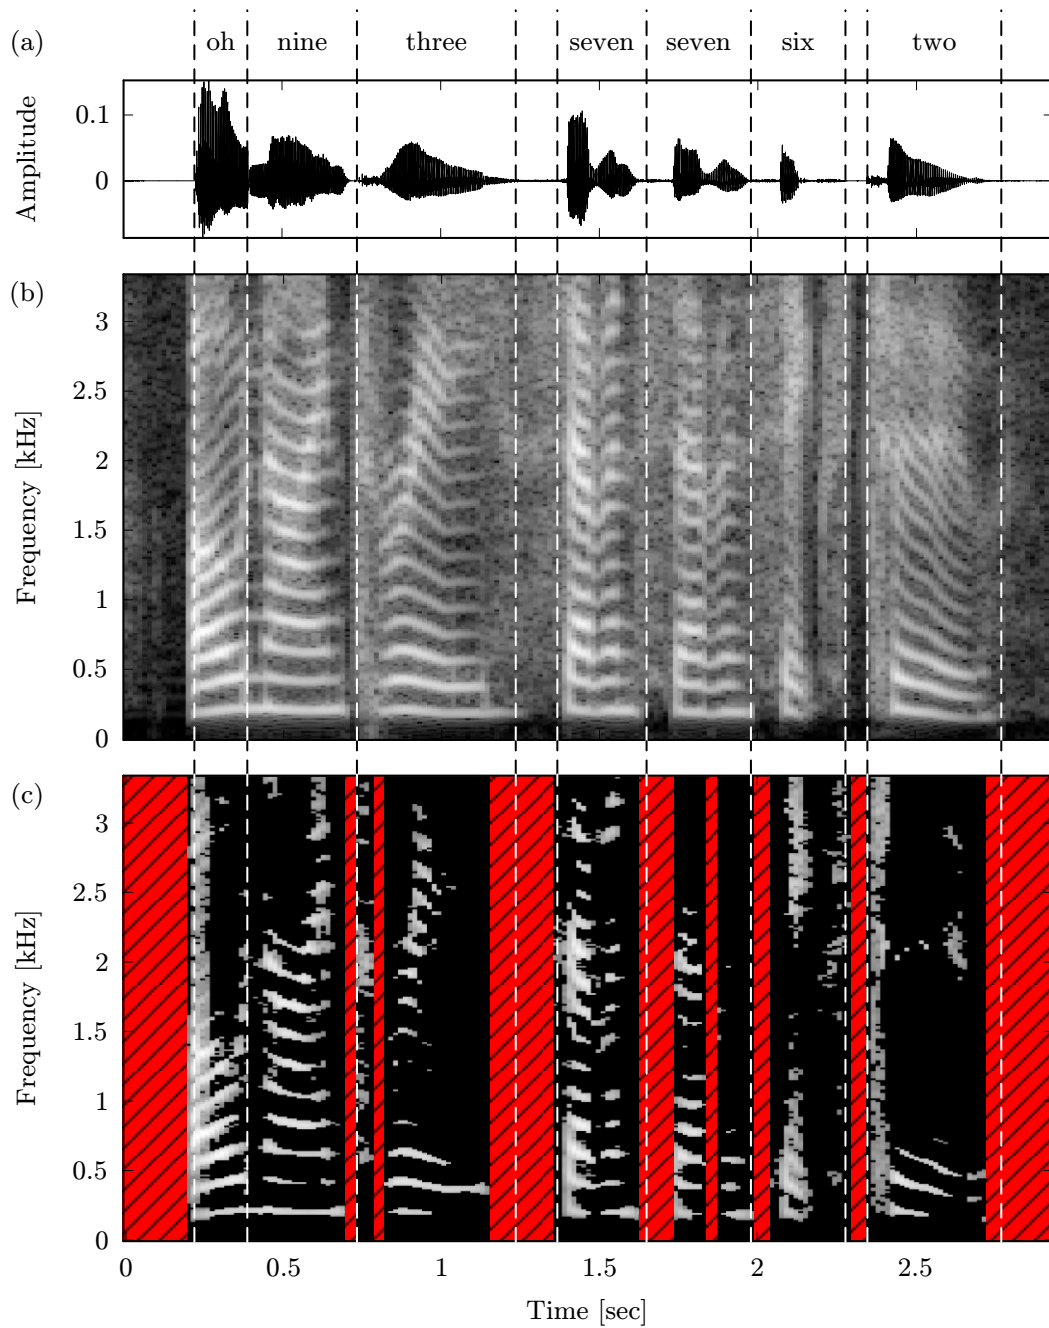 (a)
oh nine three seven seven six two
Amplitude
0.1
0
(b)
Frequency [kHz]
3
2.5
2
1.5
1
0.5
0
(c)
Frequency [kHz]
3
2.5
2
1.5
1
0.5
0
0 0.5 1 1.5 2 2.5
Time [sec]